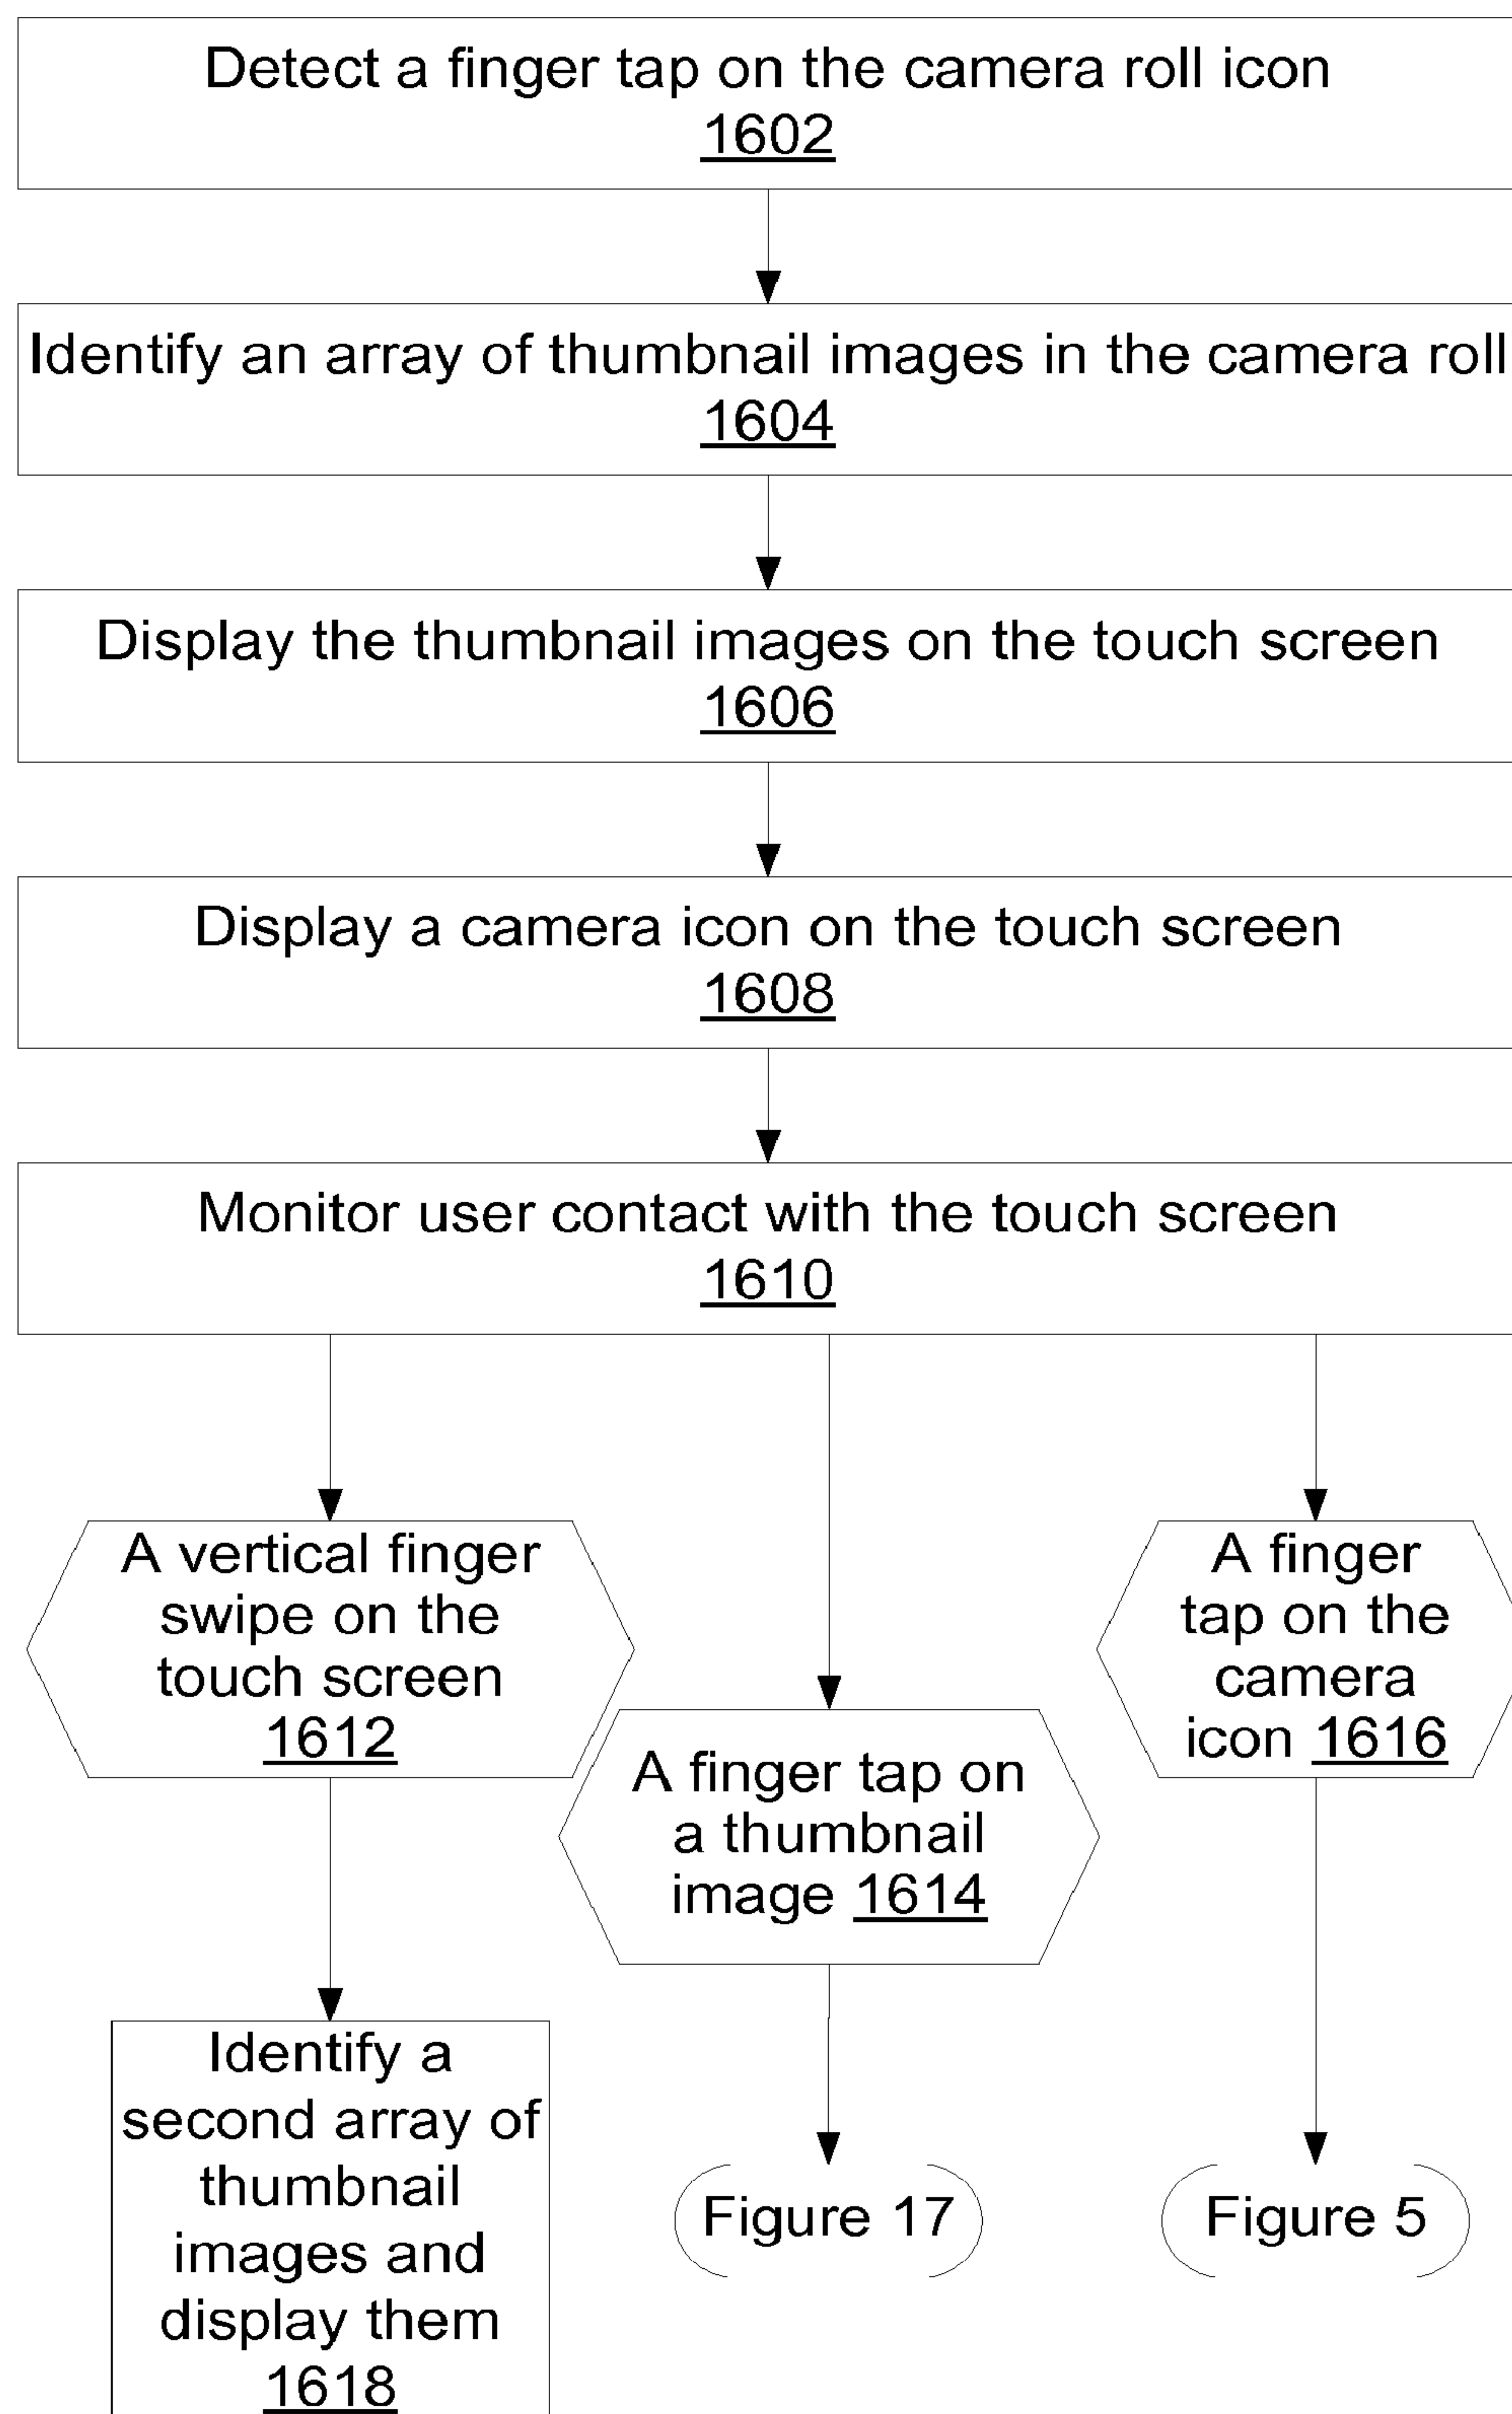 Detect a finger tap on the camera roll icon
1602
Identify an array of thumbnail images in the camera roll
1604
Display the thumbnail images on the touch screen
1606
Display a camera icon on the touch screen
1608
Monitor user contact with the touch screen
1610
A vertical finger
swipe on the
touch screen
1612
A finger tap on
a thumbnail
image 1614
A finger
tap on the
camera
icon 1616
Identify a
second array of
thumbnail
images and
display them
1618
Figure 17
Figure 5